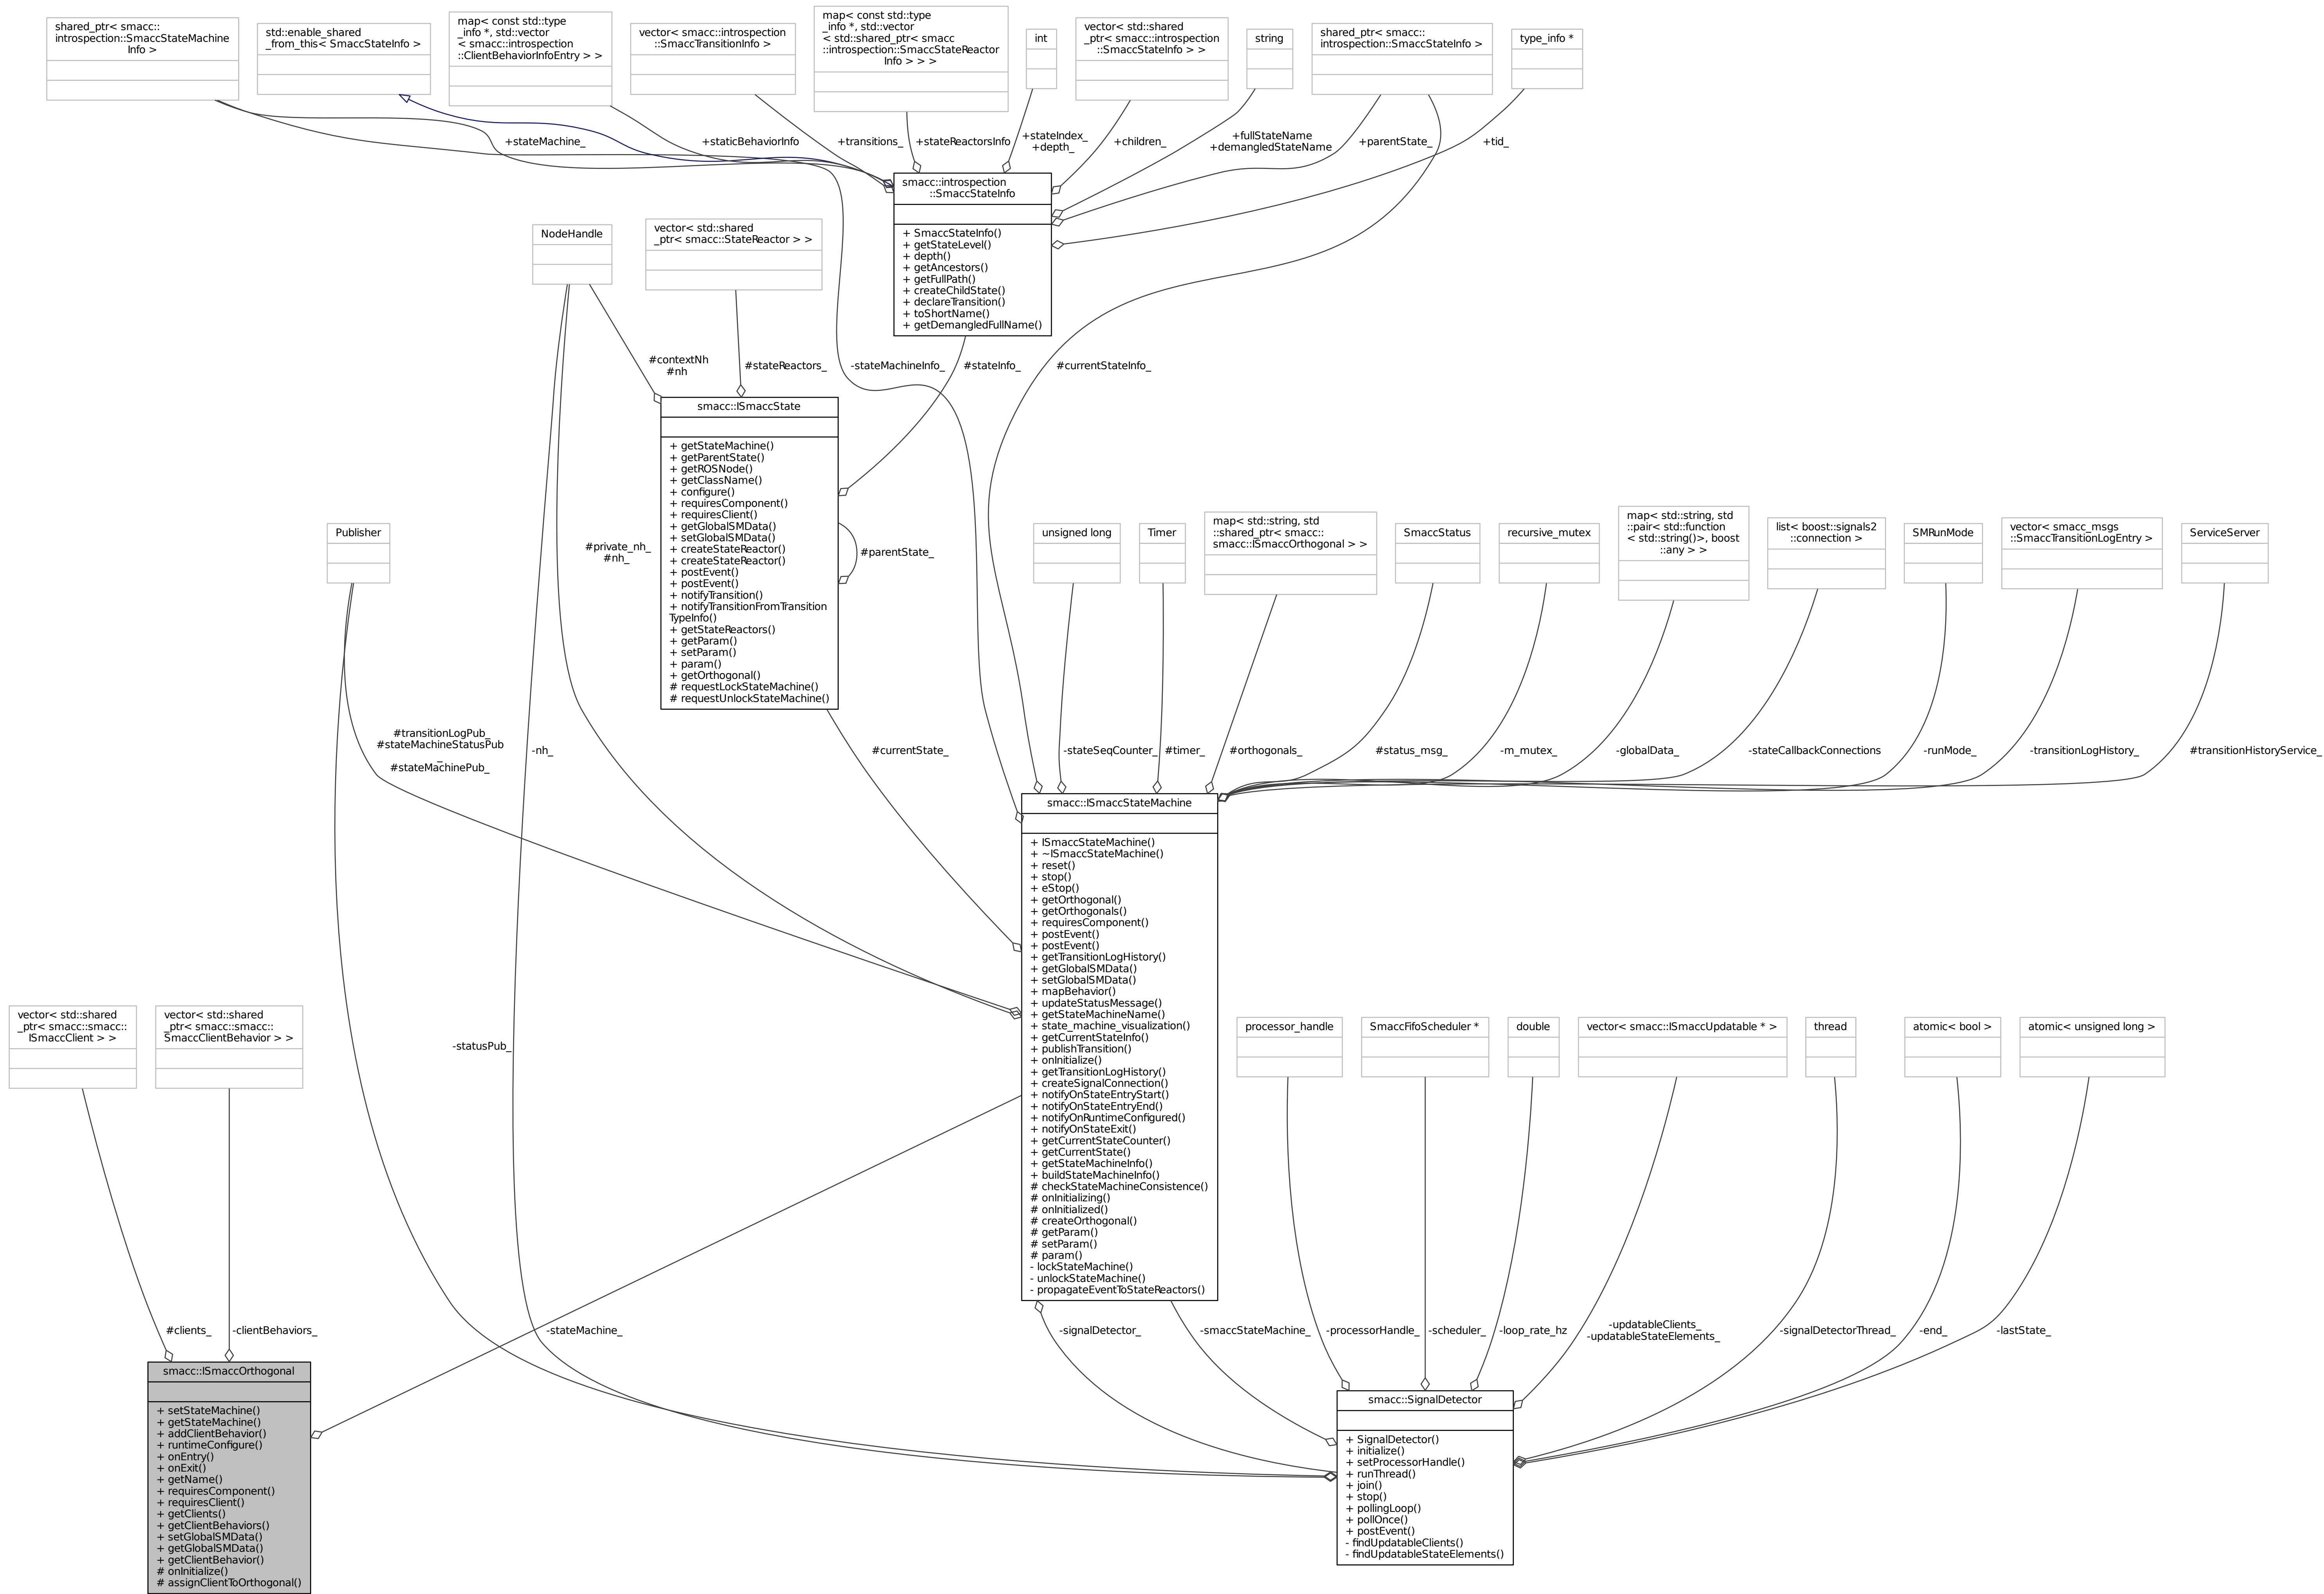 shared_ptr< smacc::
introspection::SmaccStateMachine
Info >
std::enable_shared
_from_this< SmaccStateInfo >
map< const std::type
_info *, std::vector
< smacc::introspection
::ClientBehaviorInfoEntry > >
vector< smacc::introspection
::SmaccTransitionInfo >
map< const std::type
_info *, std::vector
< std::shared_ptr< smacc
::introspection::SmaccStateReactor
Info > > >
int
vector< std::shared
_ptr< smacc::introspection
::SmaccStateInfo > >
string
shared_ptr< smacc::
introspection::SmaccStateInfo >
type_info *
+stateMachine_
+staticBehaviorInfo
+transitions_
+stateReactorsInfo
+stateIndex_
+depth_
+children_
+fullStateName
+demangledStateName
+parentState_
+tid_
smacc::introspection
::SmaccStateInfo
+ SmaccStateInfo()
+ getStateLevel()
+ depth()
+ getAncestors()
+ getFullPath()
+ createChildState()
+ declareTransition()
+ toShortName()
+ getDemangledFullName()
NodeHandle
vector< std::shared
_ptr< smacc::StateReactor > >
#contextNh
#nh
#stateReactors_
-stateMachineInfo_
#stateInfo_
#currentStateInfo_
smacc::ISmaccState
+ getStateMachine()
+ getParentState()
+ getROSNode()
+ getClassName()
+ configure()
+ requiresComponent()
+ requiresClient()
+ getGlobalSMData()
+ setGlobalSMData()
+ createStateReactor()
+ createStateReactor()
+ postEvent()
+ postEvent()
+ notifyTransition()
+ notifyTransitionFromTransition
TypeInfo()
+ getStateReactors()
+ getParam()
+ setParam()
+ param()
+ getOrthogonal()
# requestLockStateMachine()
# requestUnlockStateMachine()
#parentState_
#private_nh_
#nh_
Publisher
unsigned long
Timer
map< std::string, std
::shared_ptr< smacc::
smacc::ISmaccOrthogonal > >
SmaccStatus
recursive_mutex
map< std::string, std
::pair< std::function
< std::string()>, boost
::any > >
list< boost::signals2
::connection >
SMRunMode
vector< smacc_msgs
::SmaccTransitionLogEntry >
ServiceServer
#transitionLogPub_
#stateMachineStatusPub
_
#stateMachinePub_
-nh_
#currentState_
-stateSeqCounter_
#timer_
#orthogonals_
#status_msg_
-m_mutex_
-globalData_
-stateCallbackConnections
-runMode_
-transitionLogHistory_
#transitionHistoryService_
smacc::ISmaccStateMachine
+ ISmaccStateMachine()
+ ~ISmaccStateMachine()
+ reset()
+ stop()
+ eStop()
+ getOrthogonal()
+ getOrthogonals()
+ requiresComponent()
+ postEvent()
+ postEvent()
+ getTransitionLogHistory()
+ getGlobalSMData()
+ setGlobalSMData()
+ mapBehavior()
+ updateStatusMessage()
+ getStateMachineName()
+ state_machine_visualization()
+ getCurrentStateInfo()
+ publishTransition()
+ onInitialize()
+ getTransitionLogHistory()
+ createSignalConnection()
+ notifyOnStateEntryStart()
+ notifyOnStateEntryEnd()
+ notifyOnRuntimeConfigured()
+ notifyOnStateExit()
+ getCurrentStateCounter()
+ getCurrentState()
+ getStateMachineInfo()
+ buildStateMachineInfo()
# checkStateMachineConsistence()
# onInitializing()
# onInitialized()
# createOrthogonal()
# getParam()
# setParam()
# param()
- lockStateMachine()
- unlockStateMachine()
- propagateEventToStateReactors()
vector< std::shared
_ptr< smacc::smacc::
ISmaccClient > >
vector< std::shared
_ptr< smacc::smacc::
SmaccClientBehavior > >
-statusPub_
processor_handle
SmaccFifoScheduler *
double
vector< smacc::ISmaccUpdatable * >
thread
atomic< bool >
atomic< unsigned long >
#clients_
-clientBehaviors_
-stateMachine_
-signalDetector_
-smaccStateMachine_
-processorHandle_
-scheduler_
-loop_rate_hz
-updatableClients_
-updatableStateElements_
-signalDetectorThread_
-end_
-lastState_
smacc::ISmaccOrthogonal
+ setStateMachine()
+ getStateMachine()
+ addClientBehavior()
+ runtimeConfigure()
+ onEntry()
+ onExit()
+ getName()
+ requiresComponent()
+ requiresClient()
+ getClients()
+ getClientBehaviors()
+ setGlobalSMData()
+ getGlobalSMData()
+ getClientBehavior()
# onInitialize()
# assignClientToOrthogonal()
smacc::SignalDetector
+ SignalDetector()
+ initialize()
+ setProcessorHandle()
+ runThread()
+ join()
+ stop()
+ pollingLoop()
+ pollOnce()
+ postEvent()
- findUpdatableClients()
- findUpdatableStateElements()